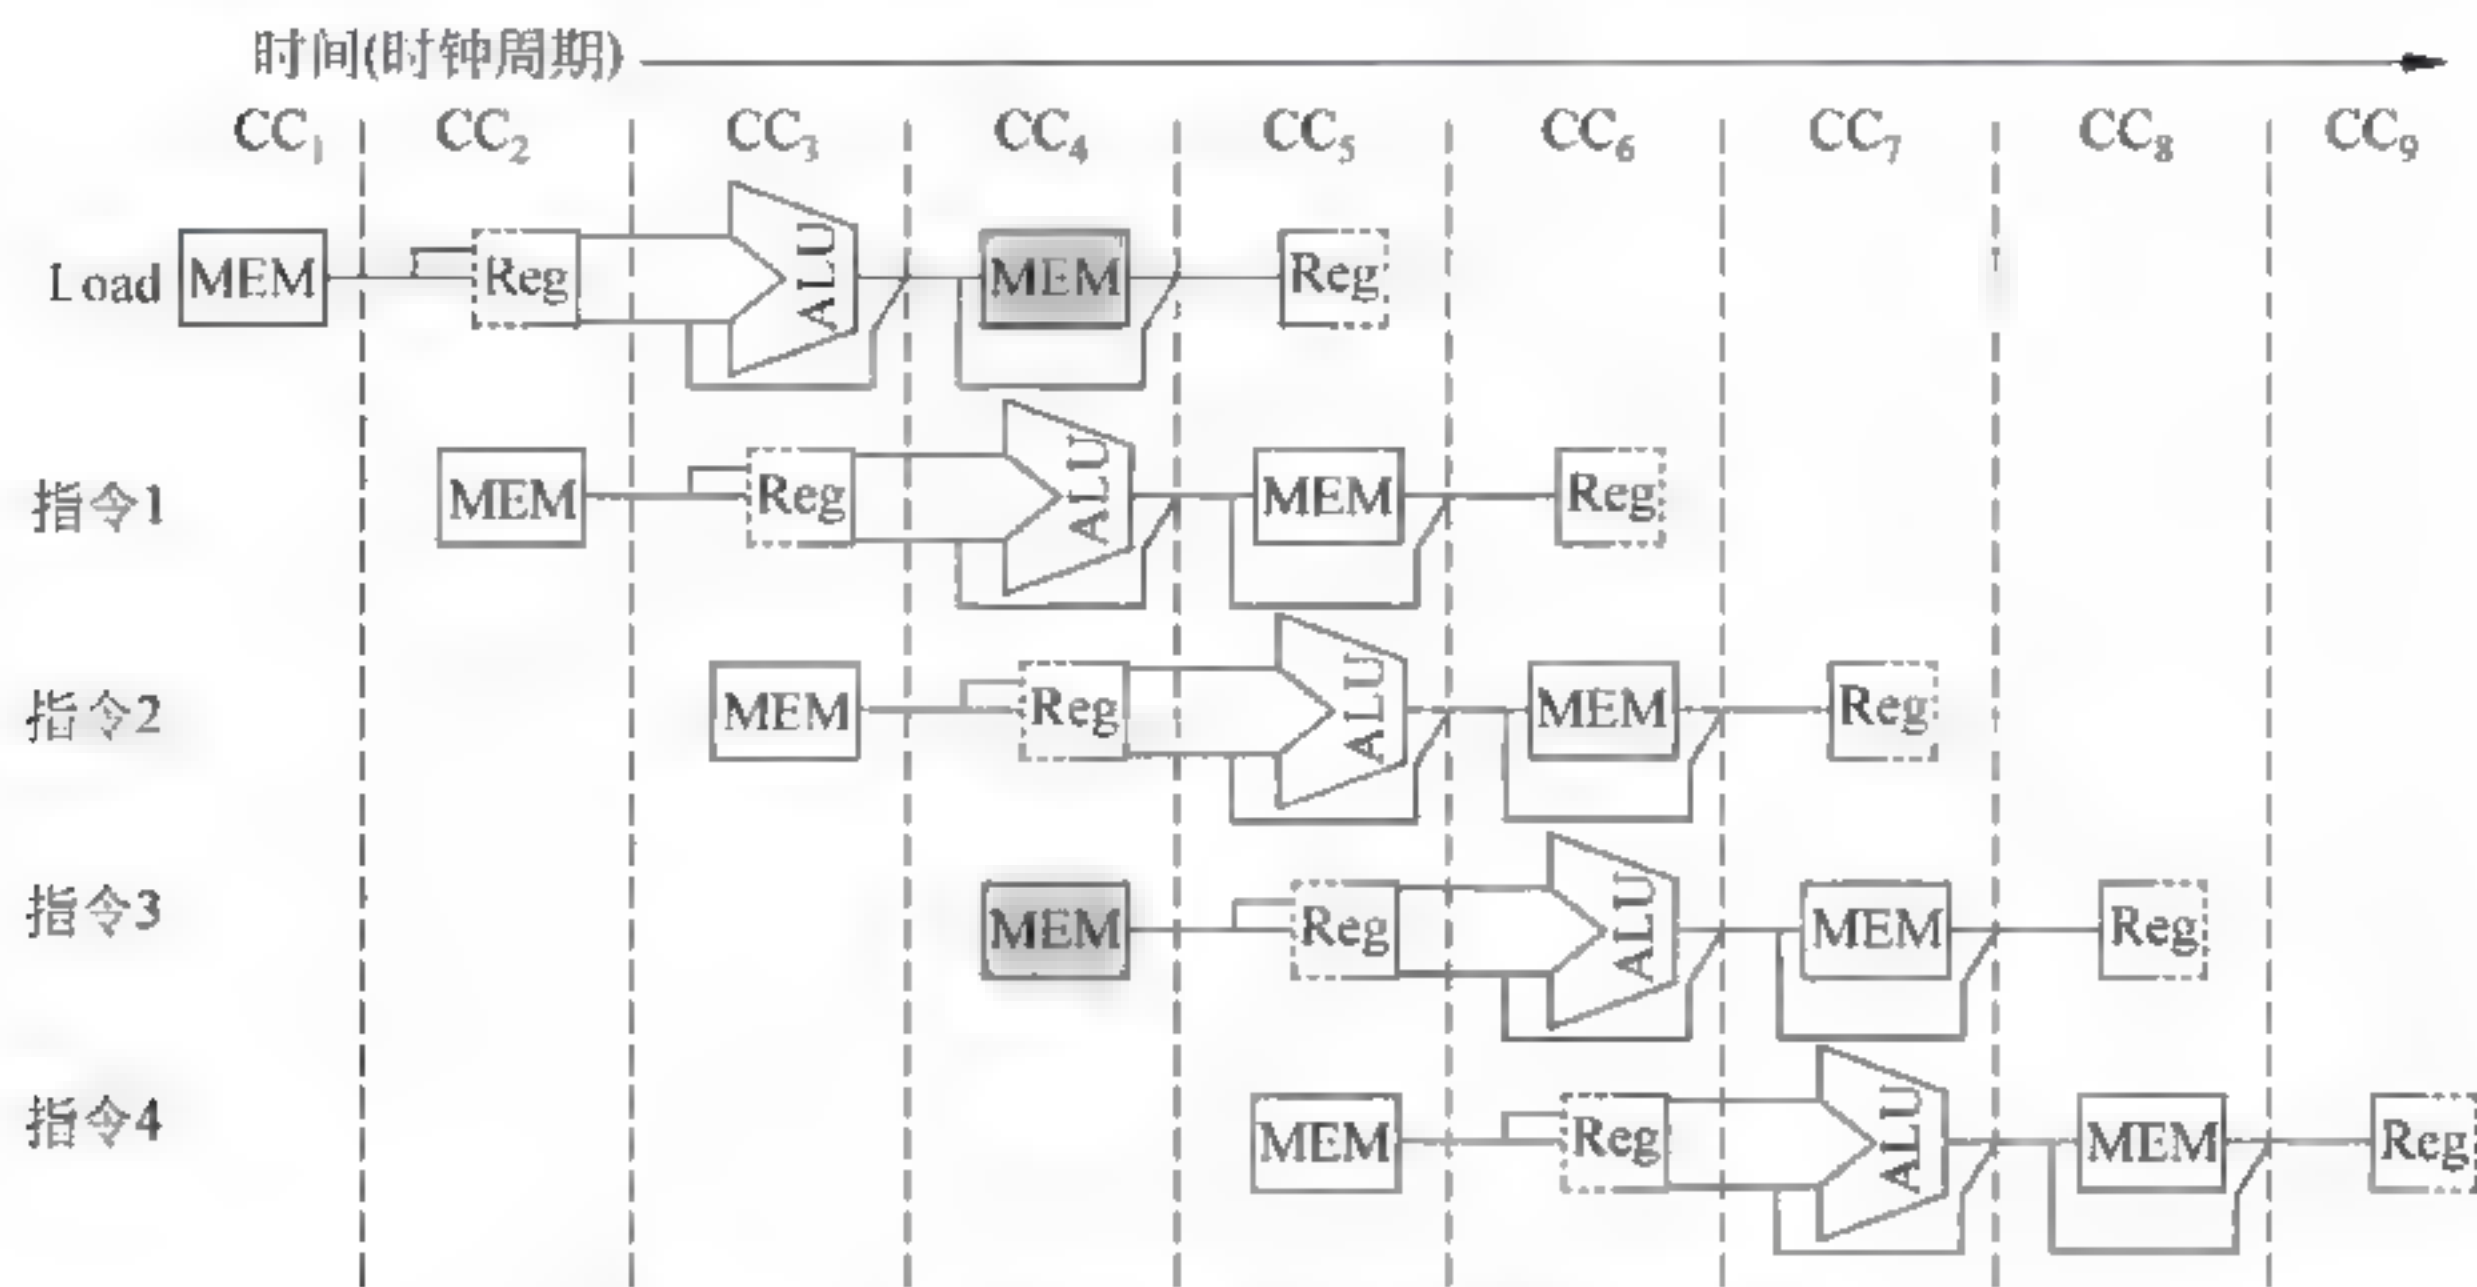 时间(时钟周期)
CC₁ CC₂ CC₃ CC₄ CC₅ CC₆ CC₇ CC₈ CC₉
Load MEM Reg ALU MEM Reg
指令1 MEM Reg ALU MEM Reg
指令2 MEM Reg ALU MEM Reg
指令3 MEM Reg ALU MEM Reg
指令4 MEM Reg ALU MEM Reg